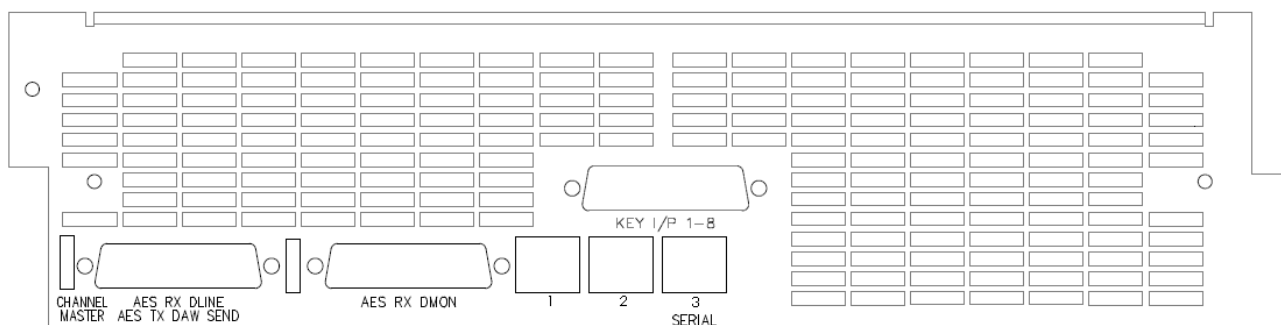 KEY I/P 1-8
CHANNEL MASTER
AES RX DLINE
AES TX DAW SEND
AES RX DMON
1
2
3
SERIAL